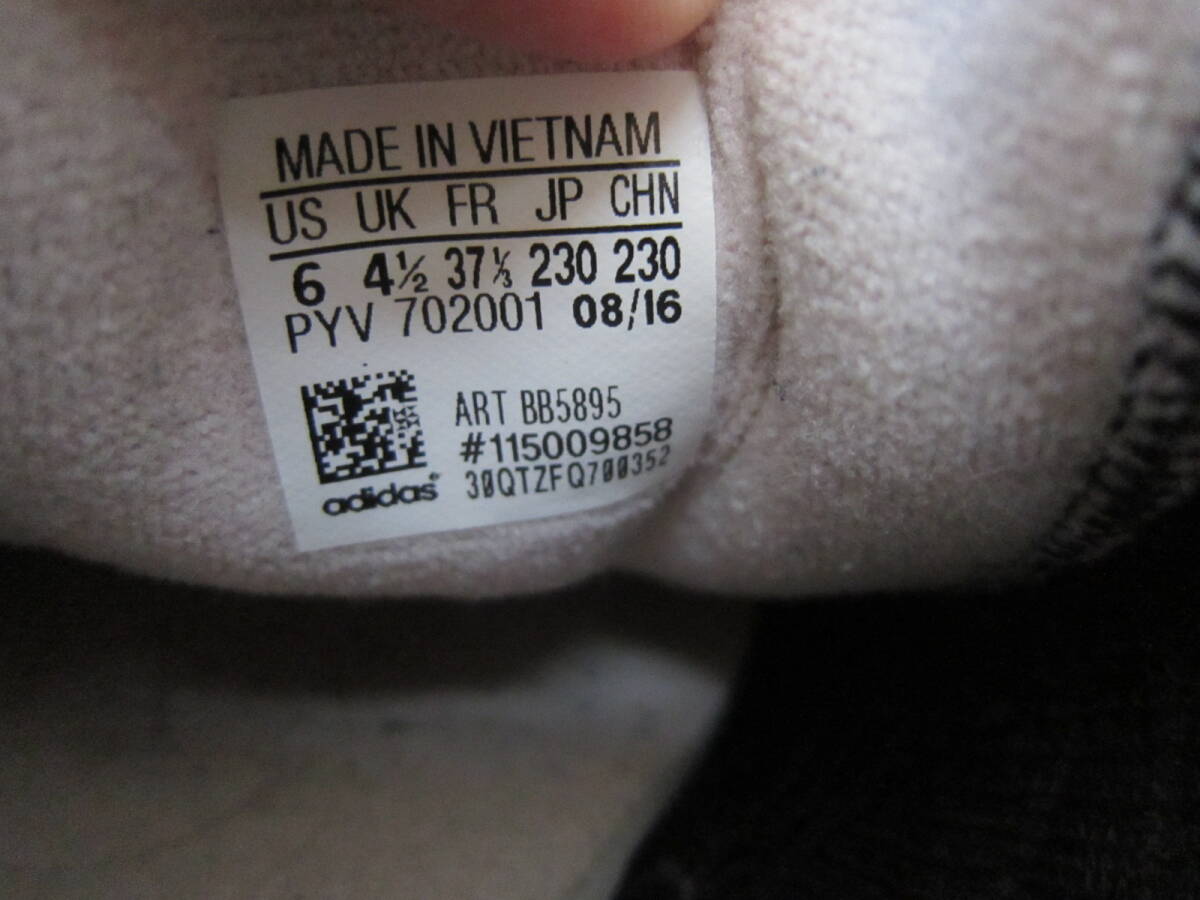 MADE IN VIETNAM
US UK FR JP CHN
6 4½ 37⅓ 230 230
PYV 702001 08/16
ART BB5895
#115009858
30QTZFQ700352
adidas